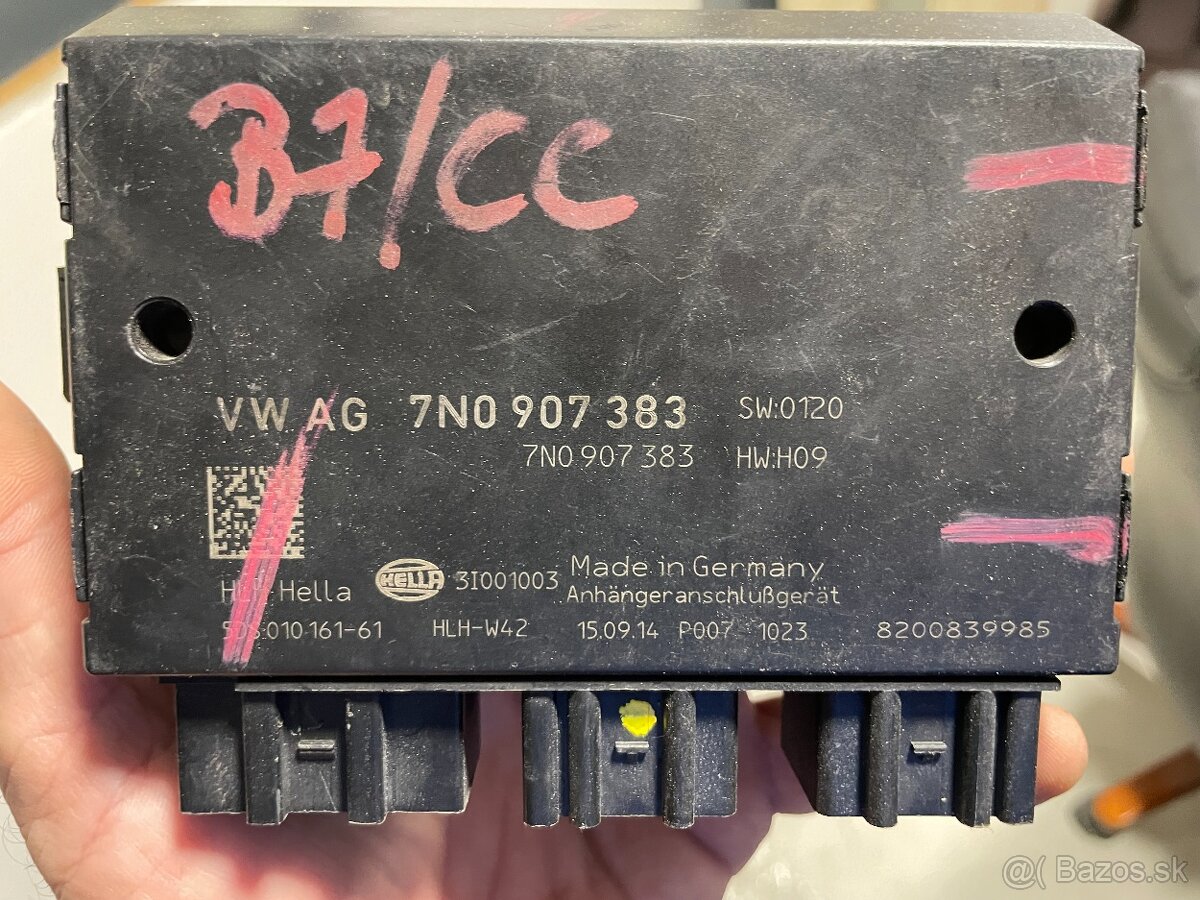 B7/CC
VW AG 7N0 907 383 SW:0120
7N0 907 383 HW:H09
Hella HELLA 3I001003 Made in Germany
Anhängeranschlußgerät
5DS 010 161-61 HLH-W42 15.09.14 P007 1023 8200839985
@( Bazos.sk